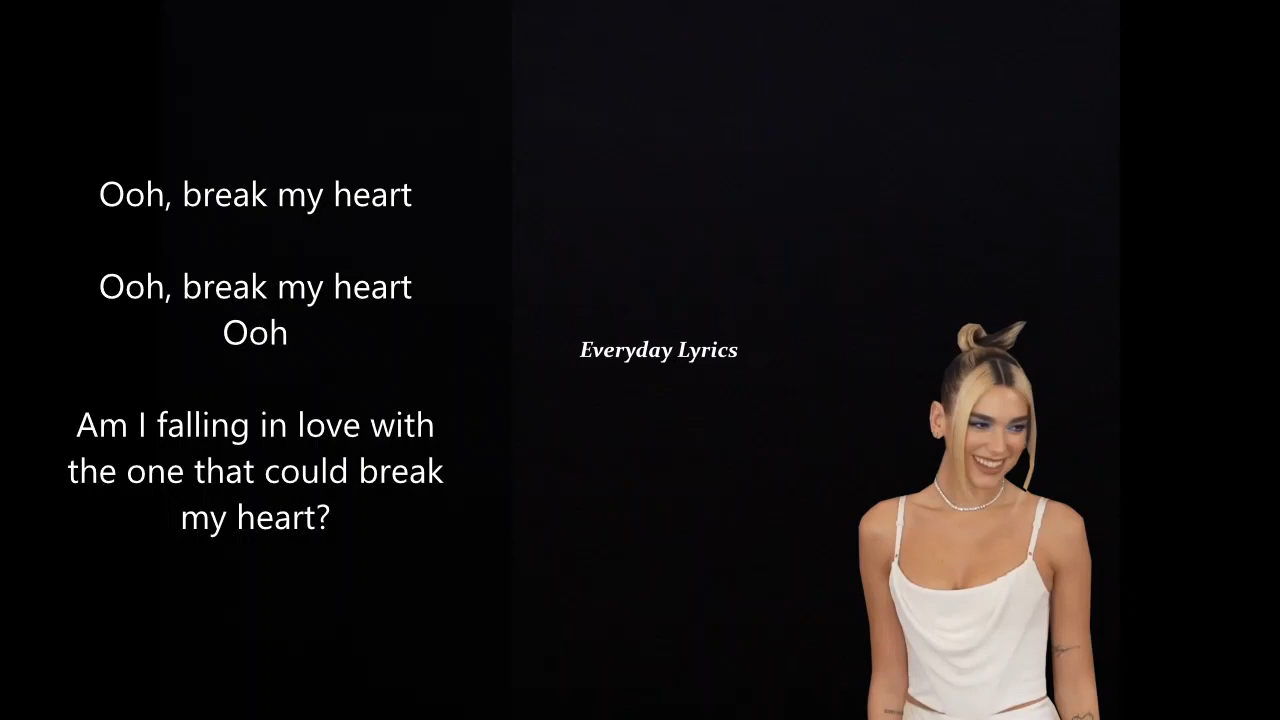 Ooh, break my heart
Ooh, break my heart
Ooh
Am I falling in love with
the one that could break
my heart?
Everyday Lyrics